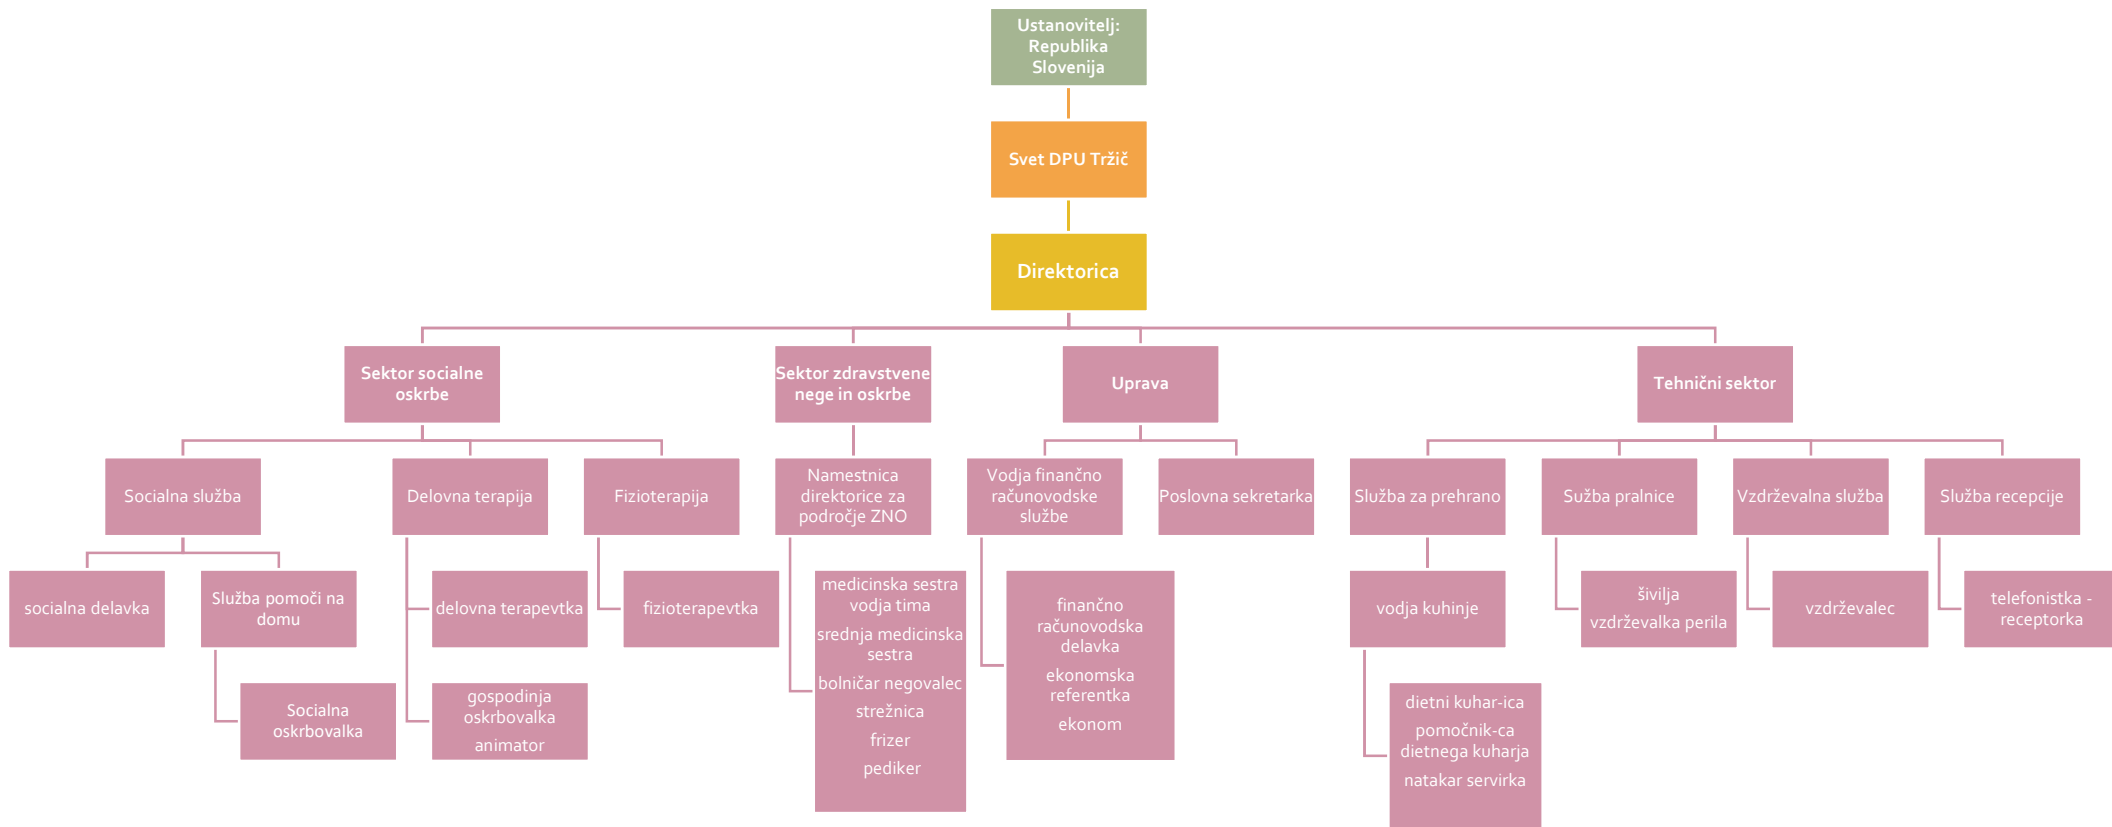 Ustanovitelj:
Republika
Slovenija
Svet DPU Tržič
Direktorica
Sektor socialne
oskrbe
Sektor zdravstvene
nege in oskrbe
Uprava
Tehnični sektor
Socialna služba
Delovna terapija
Fizioterapija
Namestnica
direktorice za
področje ZNO
Vodja finančno
računovodske
službe
Poslovna sekretarka
Služba za prehrano
Sužba pralnice
Vzdrževalna služba
Služba recepcije
socialna delavka
Služba pomoči na
domu
delovna terapevtka
fizioterapevtka
medicinska sestra
vodja tima
srednja medicinska
sestra
bolničar negovalec
strežnica
frizer
pediker
finančno
računovodska
delavka
ekonomska
referentka
ekonom
vodja kuhinje
šivilja
vzdrževalka perila
vzdrževalec
telefonistka -
receptorka
Socialna
oskrbovalka
gospodinja
oskrbovalka
animator
dietni kuhar-ica
pomočnik-ca
dietnega kuharja
natakar servirka